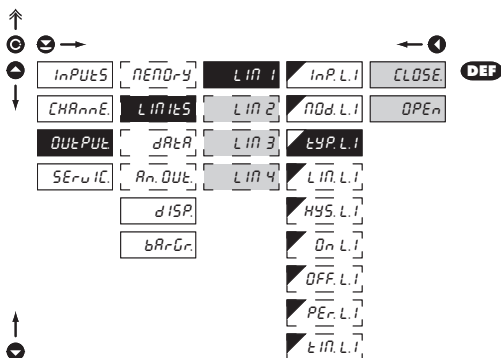 InPUtS MEMOrY LIM 1 InP. L.1 CLOSE. DEF
CHAnnE. LIMItS LIM 2 MOd. L.1 OPEn
OUtPUt dAtA LIM 3 tYP. L.1
SErvIC. An. OUt. LIM 4 LIM. L.1
dISP. HYS. L.1
bArGr. On L.1
OFF. L.1
PEr. L.1
tIM. L.1